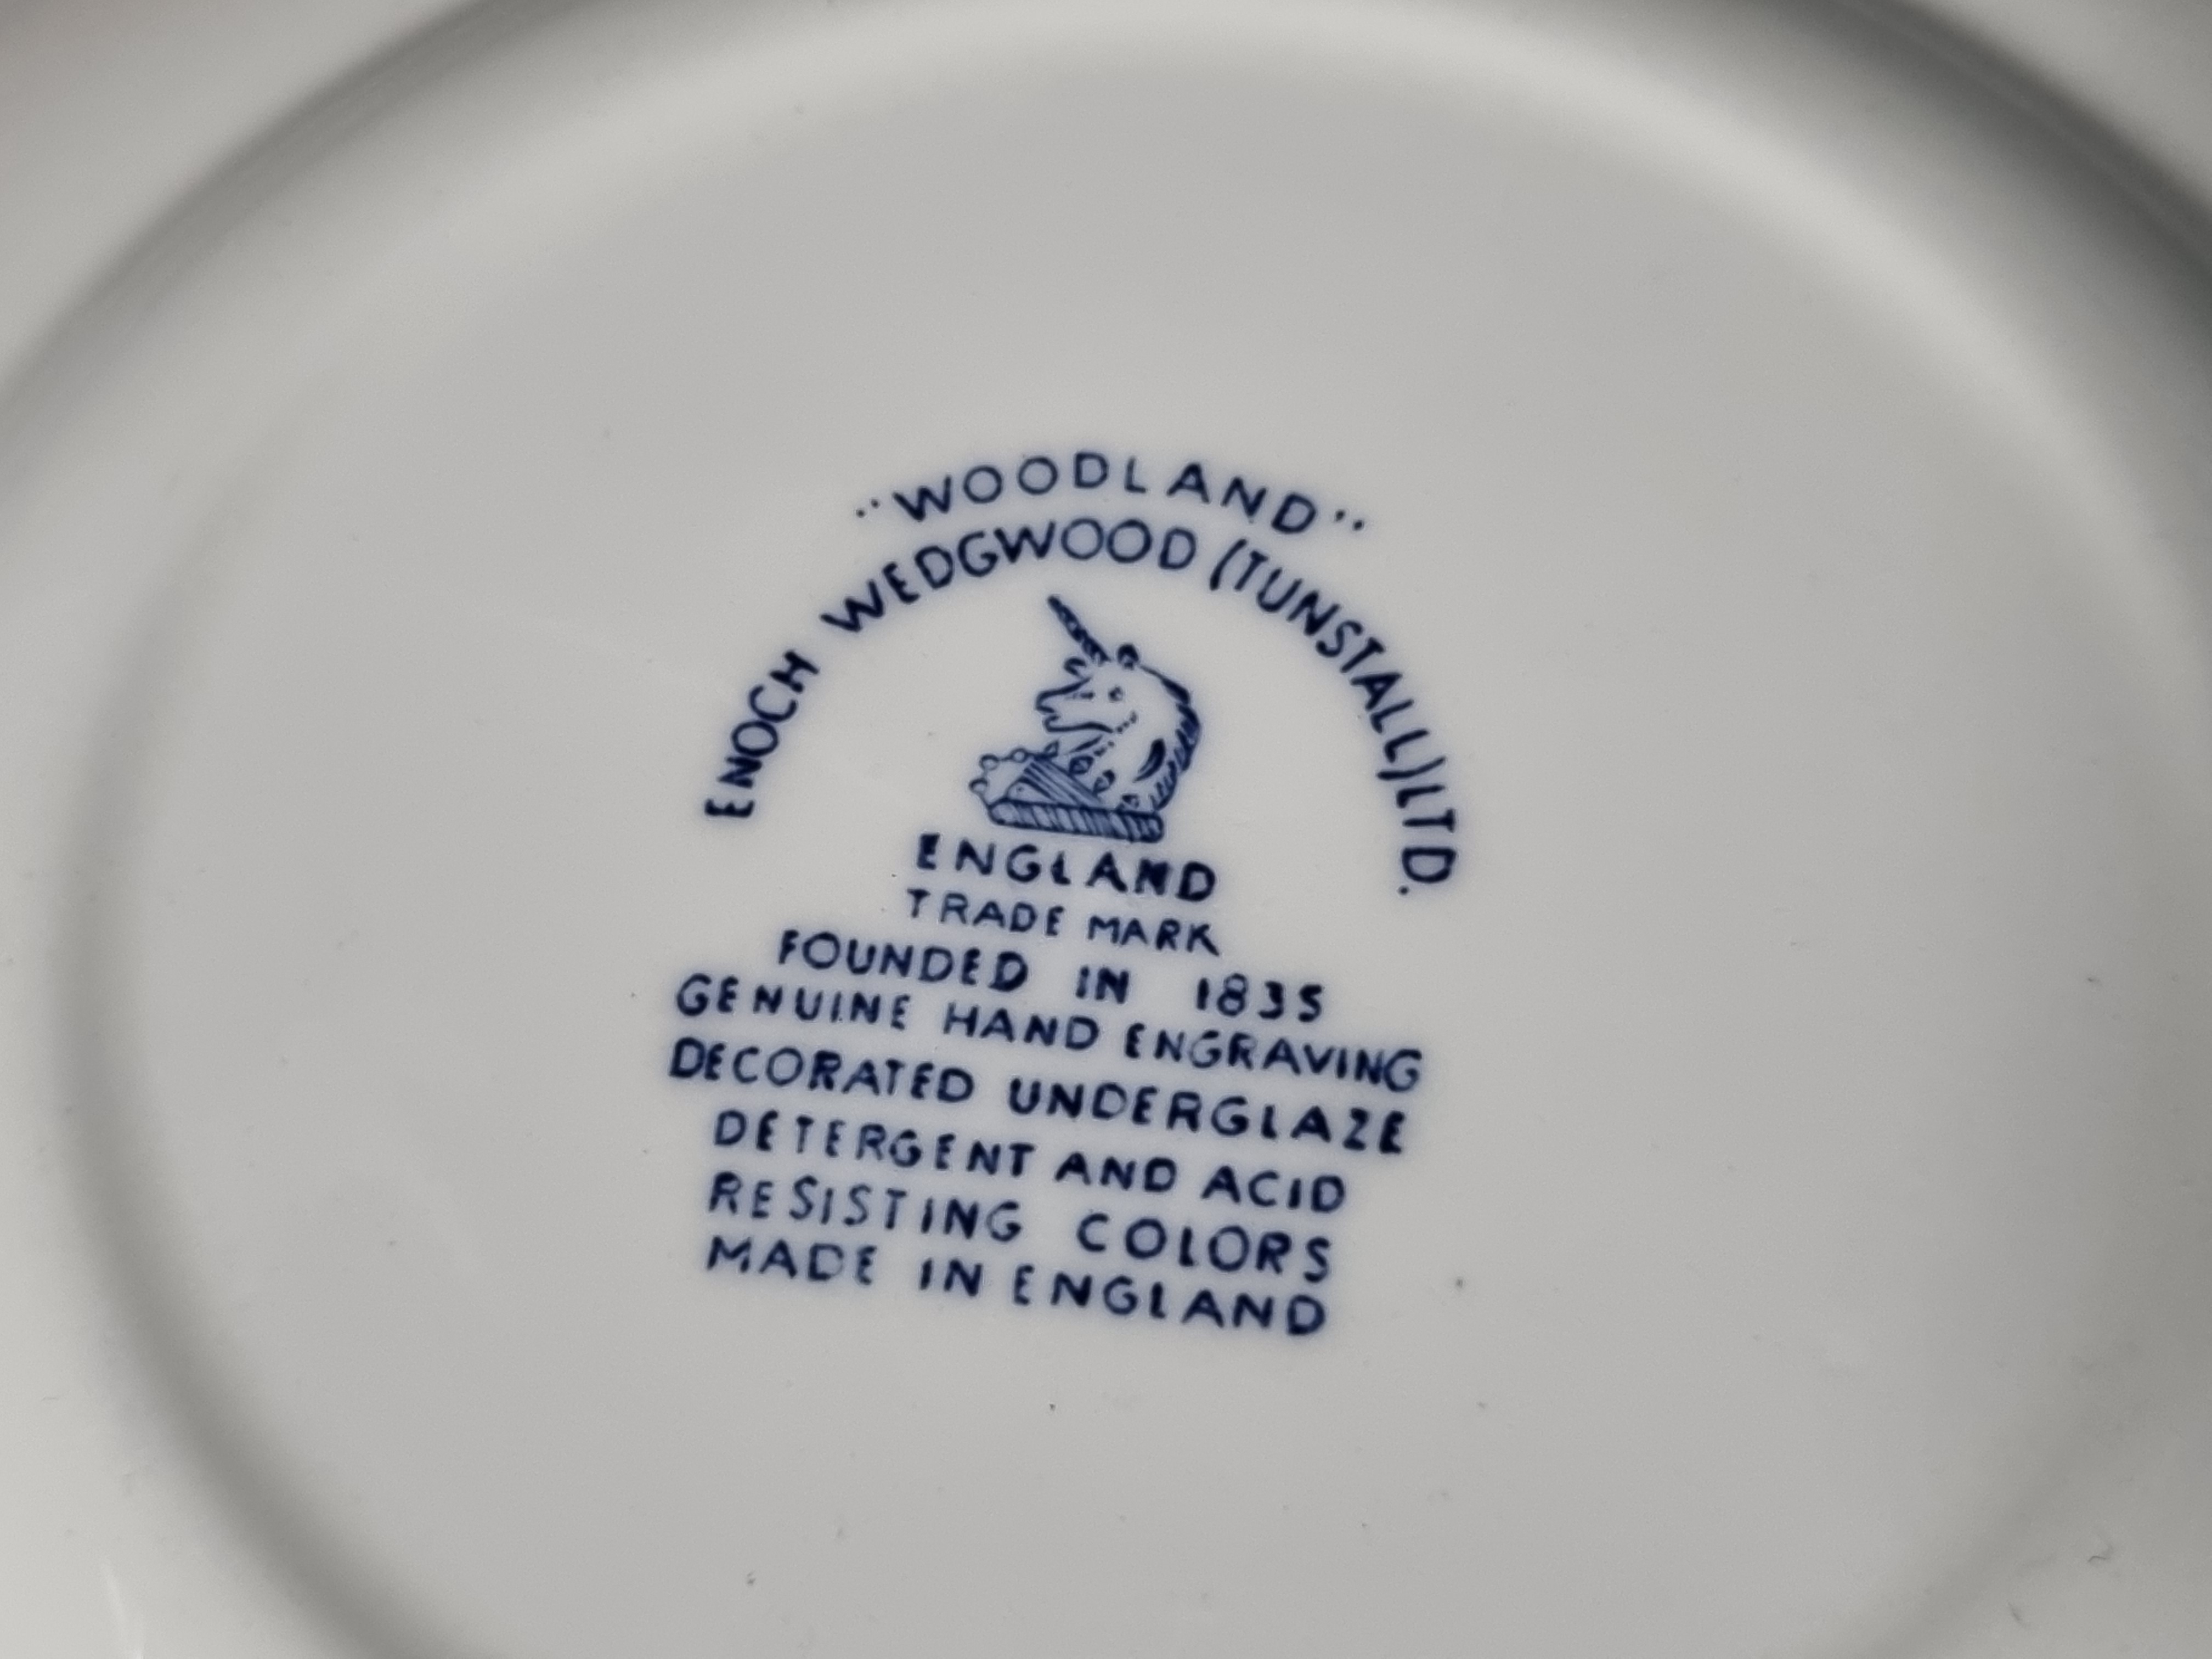 "WOODLAND"
ENOCH WEDGWOOD (TUNSTALL) LTD.
ENGLAND
TRADE MARK
FOUNDED IN 1835
GENUINE HAND ENGRAVING
DECORATED UNDERGLAZE
DETERGENT AND ACID
RESISTING COLORS
MADE IN ENGLAND